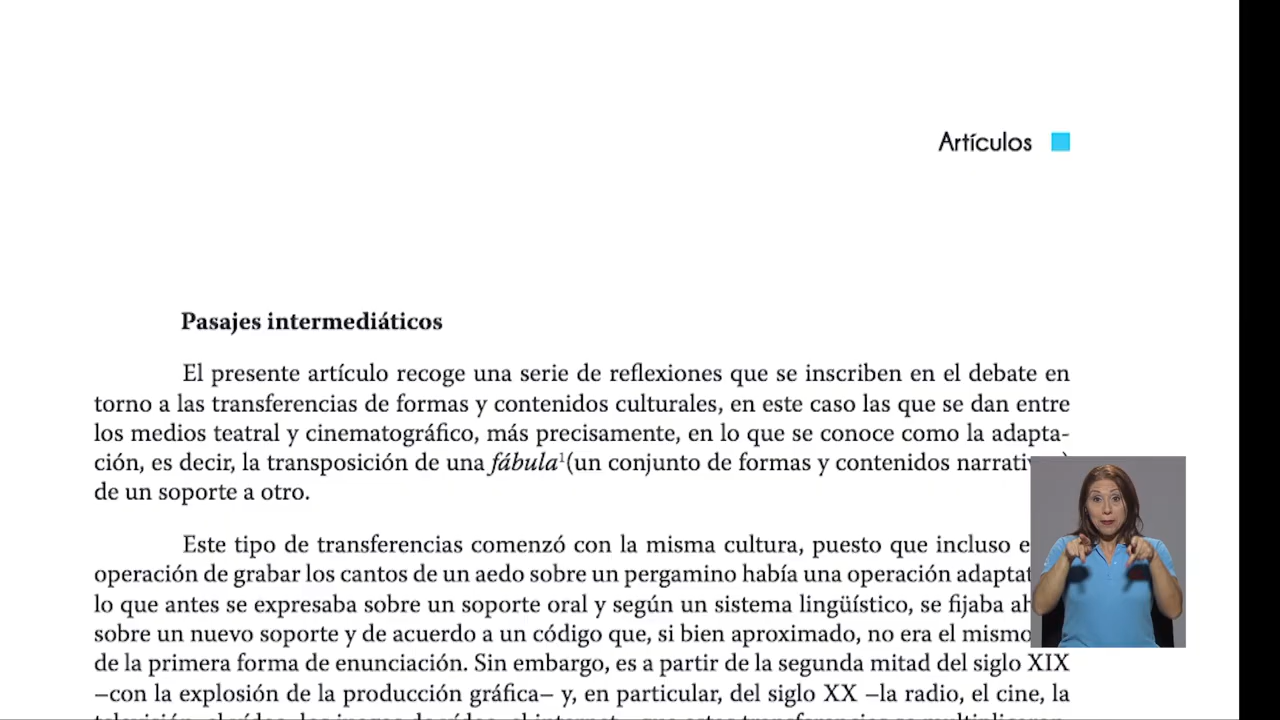 Artículos
Pasajes intermediáticos
El presente artículo recoge una serie de reflexiones que se inscriben en el debate en
torno a las transferencias de formas y contenidos culturales, en este caso las que se dan entre
los medios teatral y cinematográfico, más precisamente, en lo que se conoce como la adapta-
ción, es decir, la transposición de una fábula¹(un conjunto de formas y contenidos
de un soporte a otro.
Este tipo de transferencias comenzó con la misma cultura, puesto que incluso
operación de grabar los cantos de un aedo sobre un pergamino había una operación
lo que antes se expresaba sobre un soporte oral y según un sistema lingüístico, se fijaba
sobre un nuevo soporte y de acuerdo a un código que, si bien aproximado, no era el mismo
de la primera forma de enunciación. Sin embargo, es a partir de la segunda mitad del siglo XIX
–con la explosión de la producción gráfica– y, en particular, del siglo XX –la radio, el cine, la